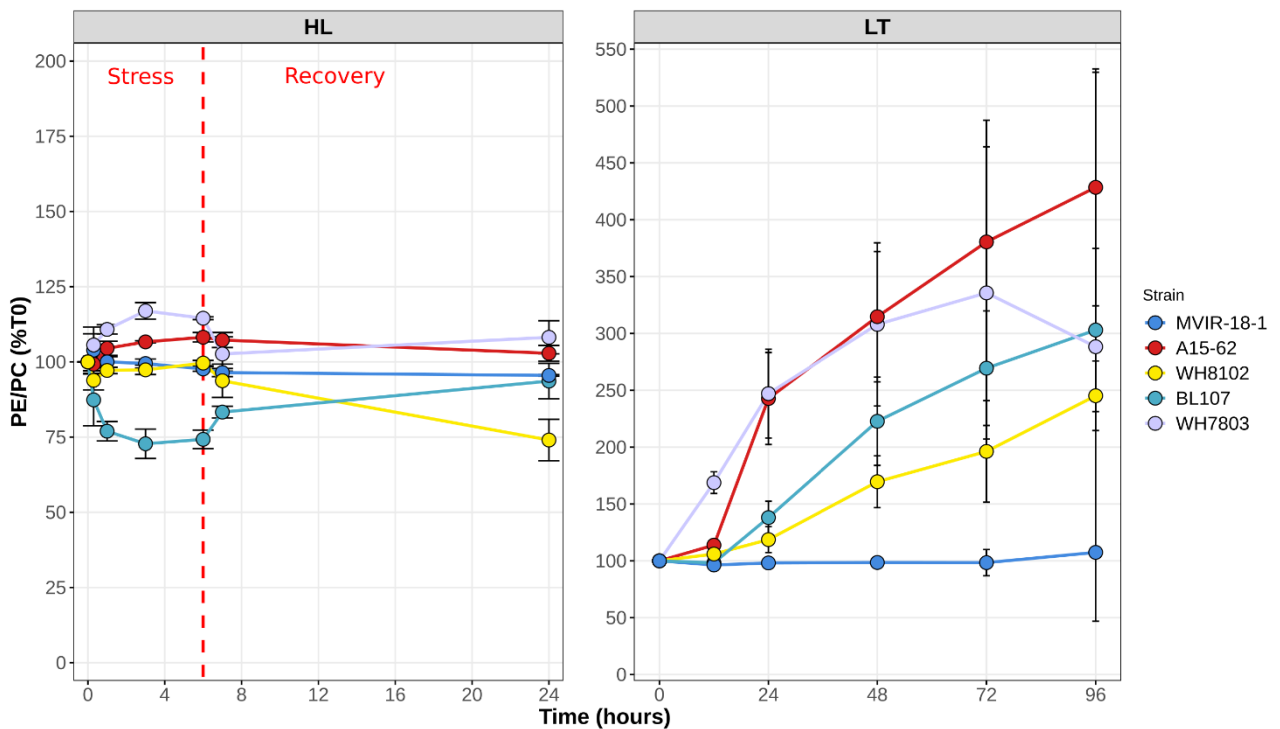 HL
LT
Stress
Recovery
PE/PC (%T0)
200
175
150
125
100
75
50
25
0
0
4
8
12
16
20
24
550
500
450
400
350
300
250
200
150
100
50
0
0
24
48
72
96
Time (hours)
Strain
MVIR-18-1
A15-62
WH8102
BL107
WH7803